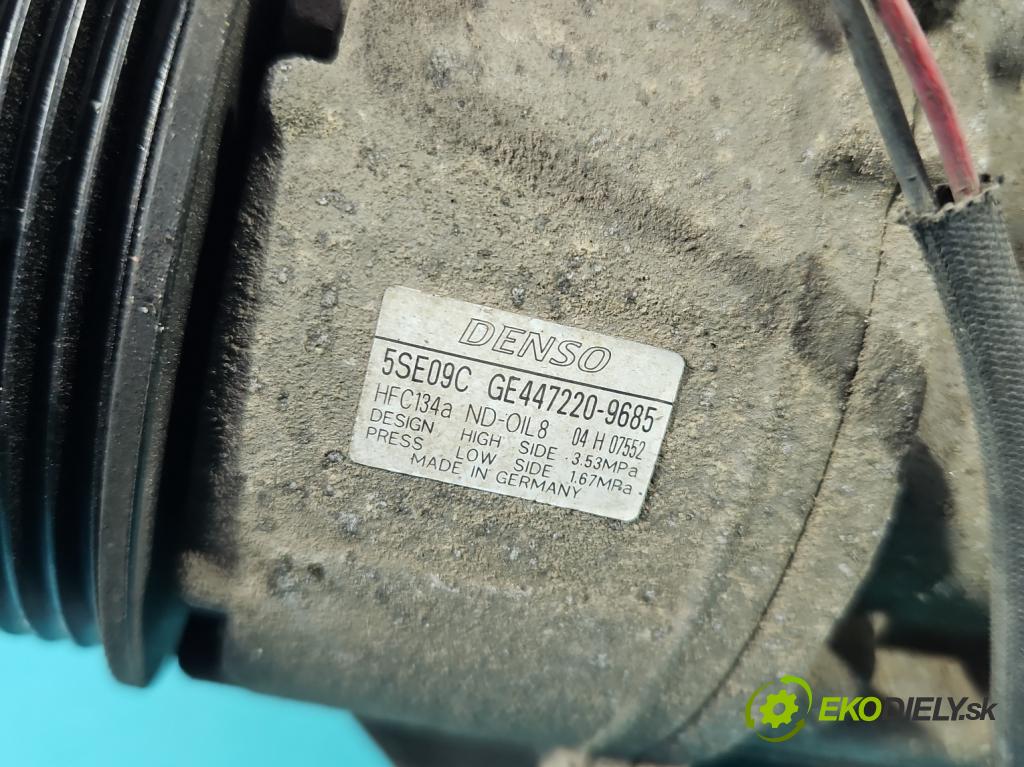 DENSO
5SE09C GE447220-9685
HFC134a ND-OIL8 04 H 07552
DESIGN HIGH SIDE 3.53MPa
PRESS LOW SIDE 1.67MPa
MADE IN GERMANY
EKODIELY.sk